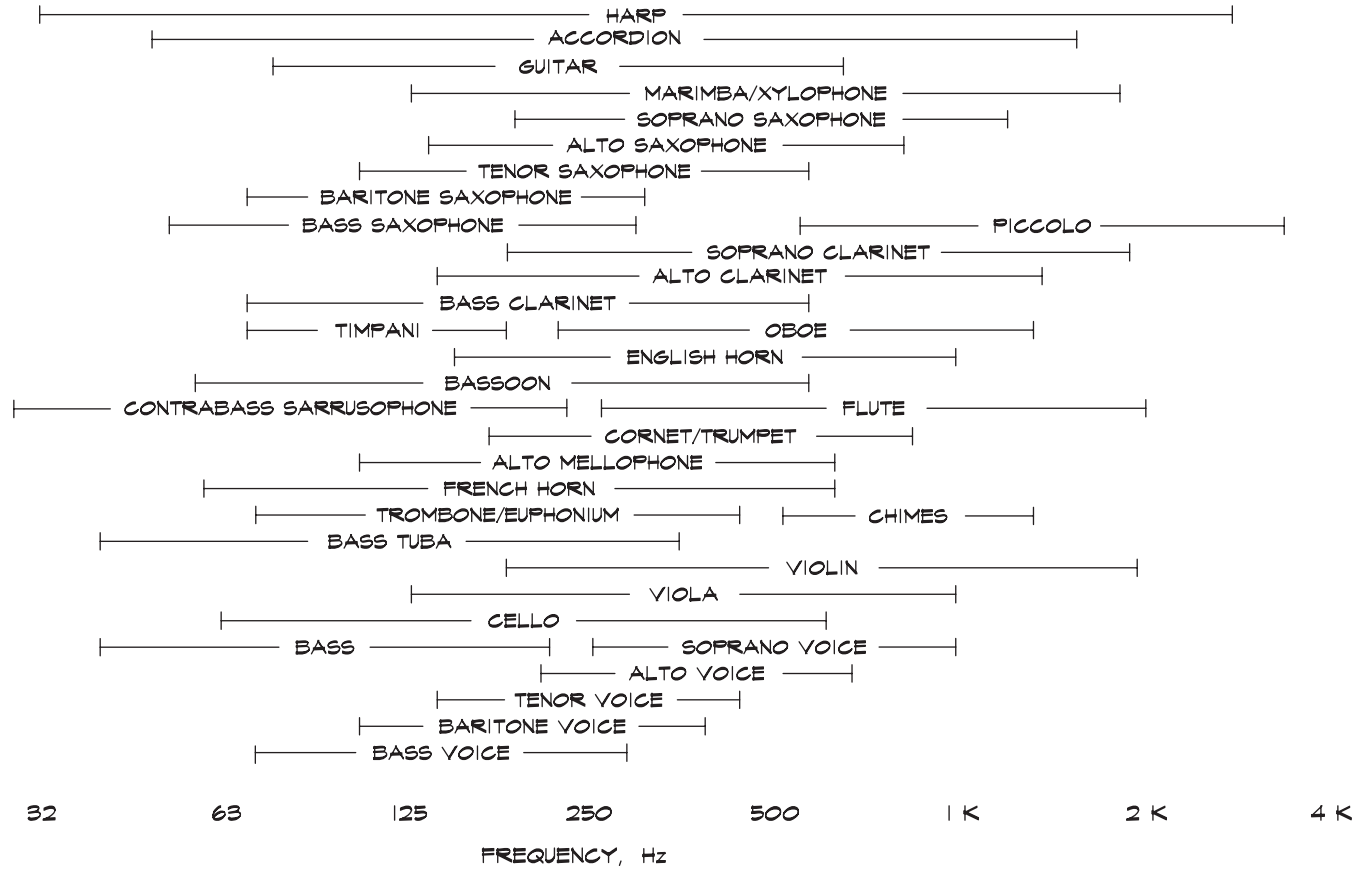 HARP
ACCORDION
GUITAR
MARIMBA/XYLOPHONE
SOPRANO SAXOPHONE
ALTO SAXOPHONE
TENOR SAXOPHONE
BARITONE SAXOPHONE
BASS SAXOPHONE PICCOLO
SOPRANO CLARINET
ALTO CLARINET
BASS CLARINET
TIMPANI OBOE
ENGLISH HORN
BASSOON
CONTRABASS SARRUSOPHONE FLUTE
CORNET/TRUMPET
ALTO MELLOPHONE
FRENCH HORN
TROMBONE/EUPHONIUM CHIMES
BASS TUBA
VIOLIN
VIOLA
CELLO
BASS SOPRANO VOICE
ALTO VOICE
TENOR VOICE
BARITONE VOICE
BASS VOICE
32 63 125 250 500 1 K 2 K 4 K
FREQUENCY, Hz